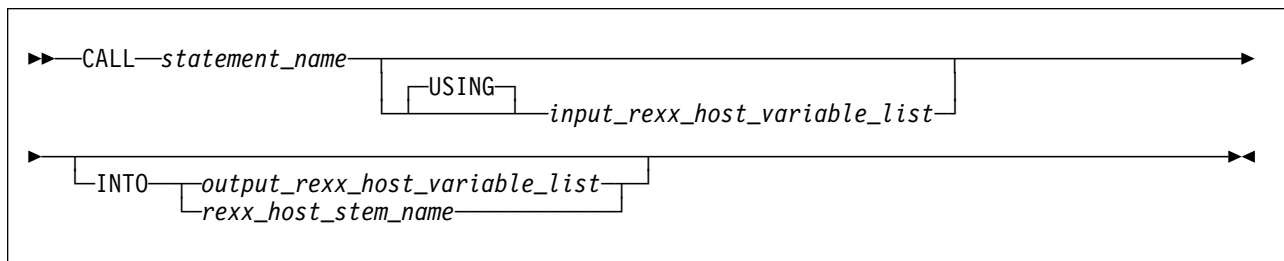 CALL statement_name
USING
input_rexx_host_variable_list
INTO output_rexx_host_variable_list
rexx_host_stem_name